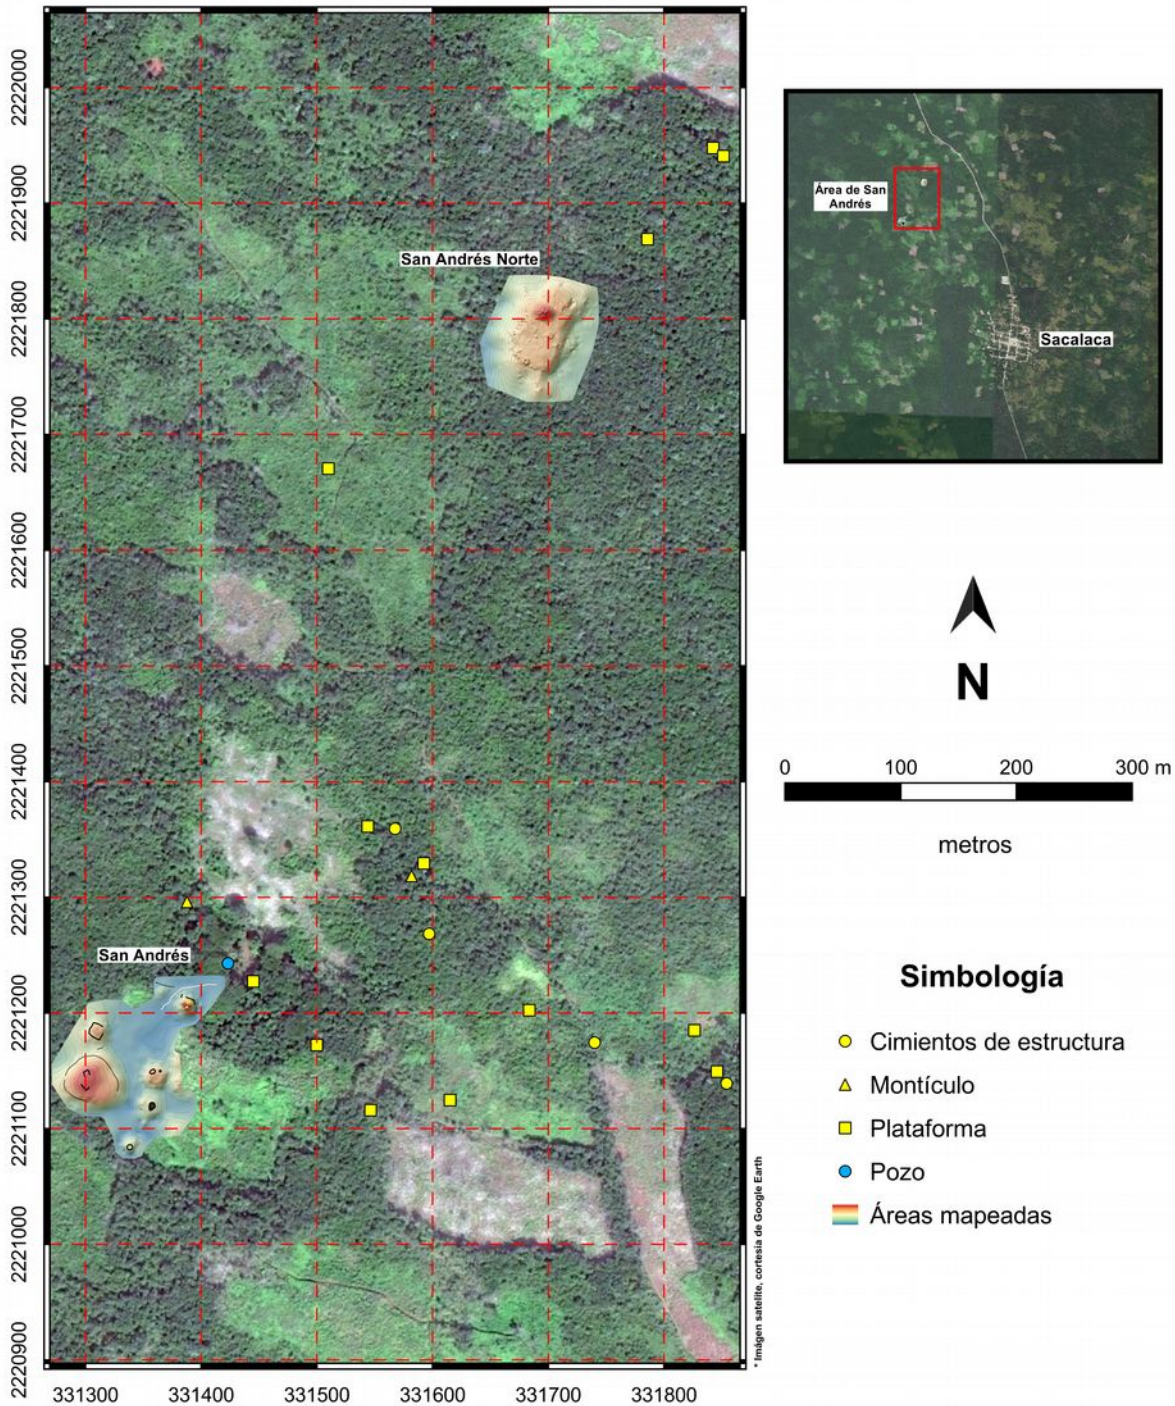 2222000
2221900
2221800
2221700
2221600
2221500
2221400
2221300
2221200
2221100
2221000
2220900
331300
331400
331500
331600
331700
331800
San Andrés Norte
San Andrés
* Imágen satelite, cortesia de Google Earth
Área de San
Andrés
Sacalaca
N
0
100
200
300 m
metros
Simbología
Cimientos de estructura
Montículo
Plataforma
Pozo
Áreas mapeadas